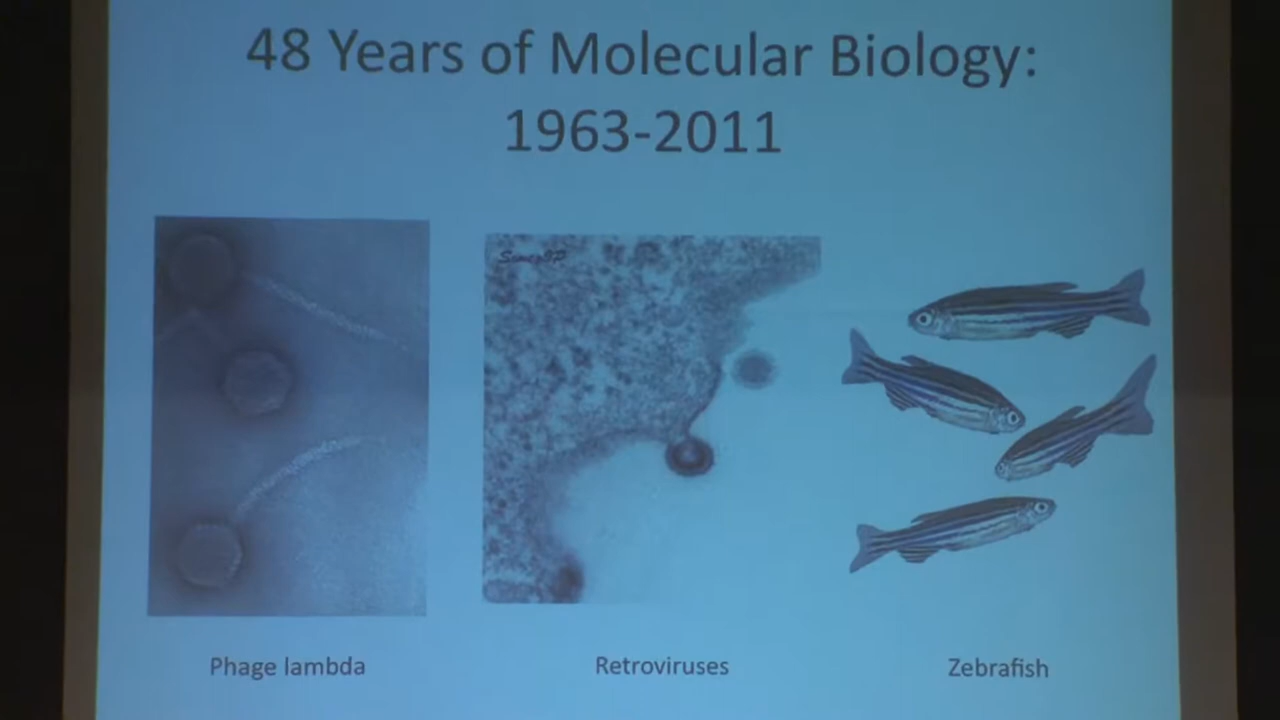 48 Years of Molecular Biology:
1963-2011
Phage lambda
Retroviruses
Zebrafish